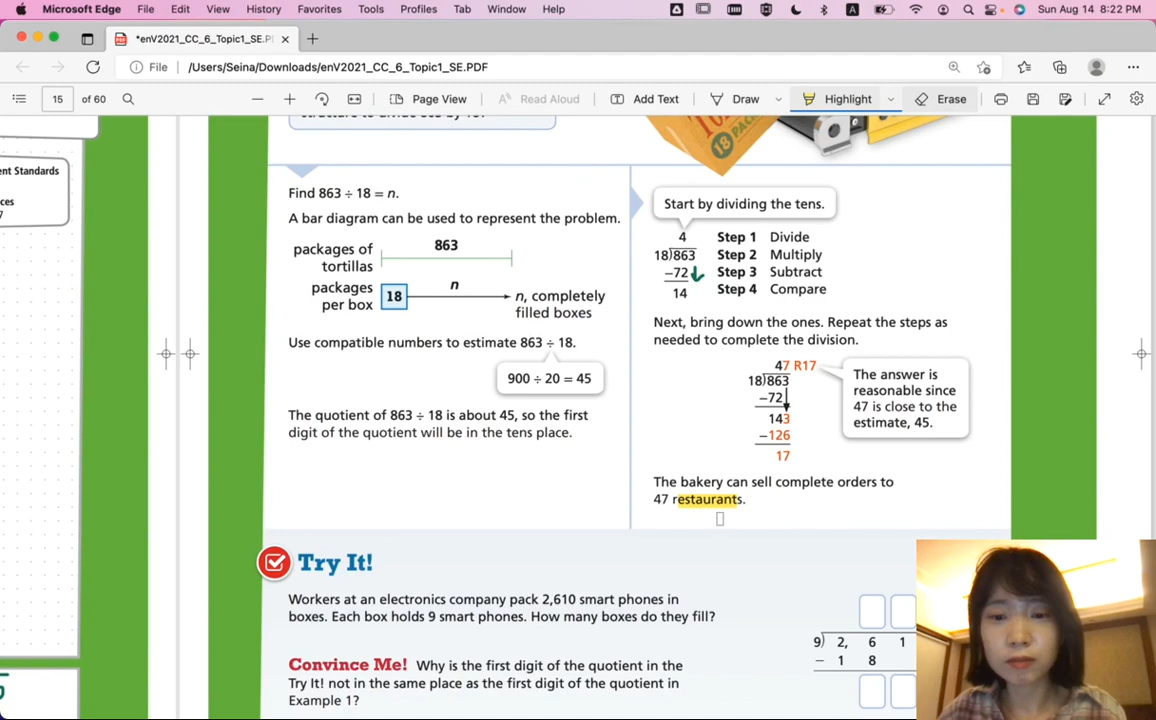 Microsoft Edge File Edit View History Favorites Tools Profiles Tab Window Help A Sun Aug 14 8:22 PM
*enV2021_CC_6_Topic1_SE.P
File /Users/Seina/Downloads/enV2021_CC_6_Topic1_SE.PDF
15 of 60 Page View Read Aloud Add Text Draw Highlight Erase
18 PAC
ent Standards
ces
7
Find 863 ÷ 18 = n.
A bar diagram can be used to represent the problem.
packages of
tortillas
863
packages
per box
18
n
n, completely
filled boxes
Use compatible numbers to estimate 863 ÷ 18.
900 ÷ 20 = 45
The quotient of 863 ÷ 18 is about 45, so the first
digit of the quotient will be in the tens place.
Start by dividing the tens.
4
18)863
−72
14
Step 1 Divide
Step 2 Multiply
Step 3 Subtract
Step 4 Compare
Next, bring down the ones. Repeat the steps as
needed to complete the division.
47 R17
18)863
−72
143
−126
17
The answer is
reasonable since
47 is close to the
estimate, 45.
The bakery can sell complete orders to
47 restaurants.
Try It!
Workers at an electronics company pack 2,610 smart phones in
boxes. Each box holds 9 smart phones. How many boxes do they fill?
9) 2, 6 1
− 1 8
Convince Me! Why is the first digit of the quotient in the
Try It! not in the same place as the first digit of the quotient in
Example 1?